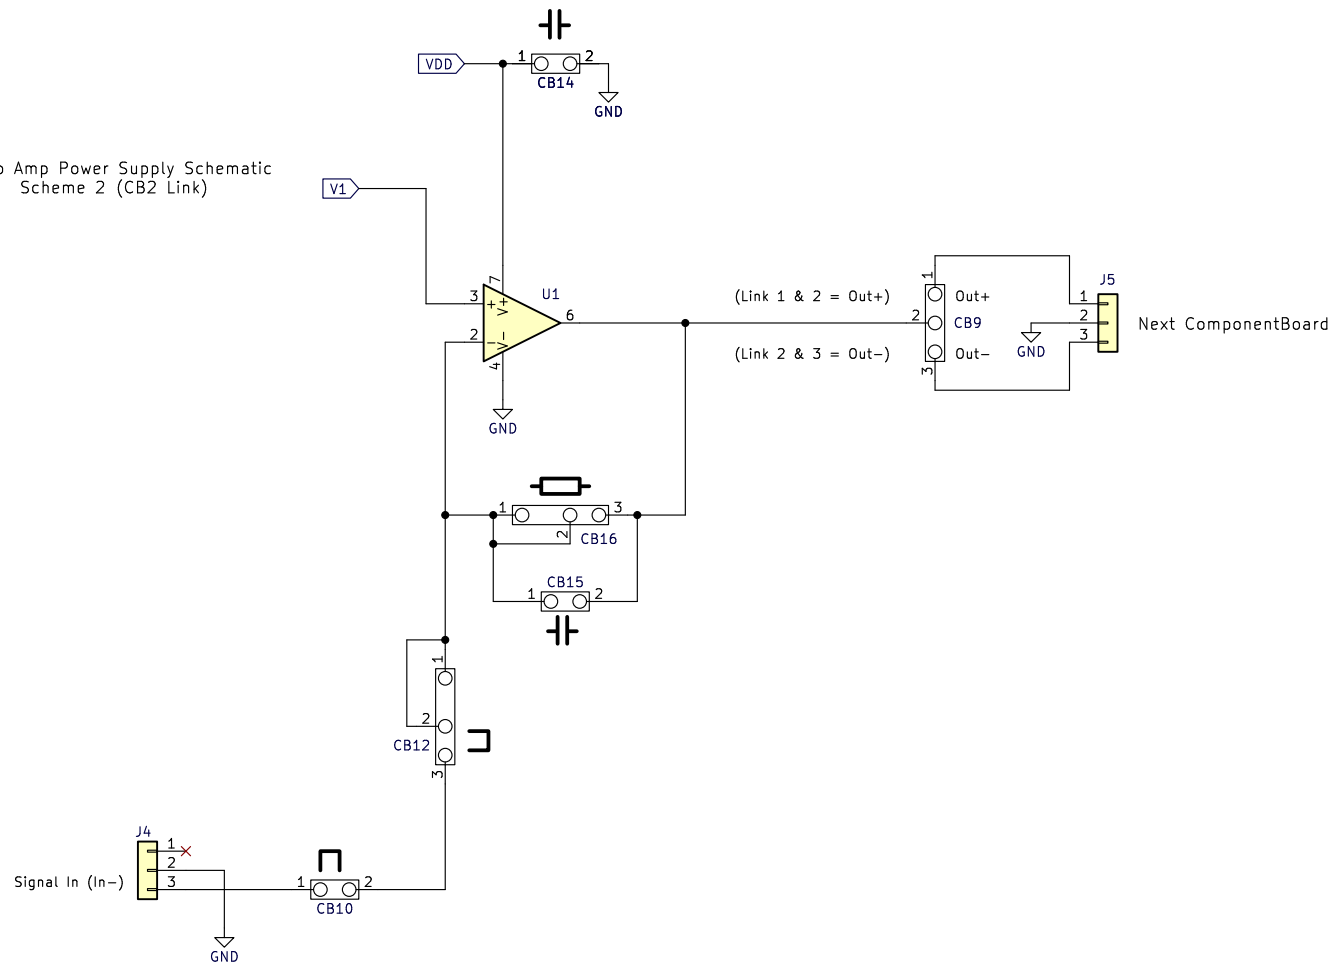 VDD
1
2
CB14
GND
Amp Power Supply Schematic
Scheme 2 (CB2 Link)
V1
7
3
+
V+
U1
6
2
-
V-
4
GND
(Link 1 & 2 = Out+)
(Link 2 & 3 = Out-)
1
Out+
2
CB9
Out-
3
J5
1
2
3
GND
Next ComponentBoard
1
3
2
CB16
CB15
1
2
1
2
CB12
3
J4
1
2
3
Signal In (In-)
1
2
CB10
GND